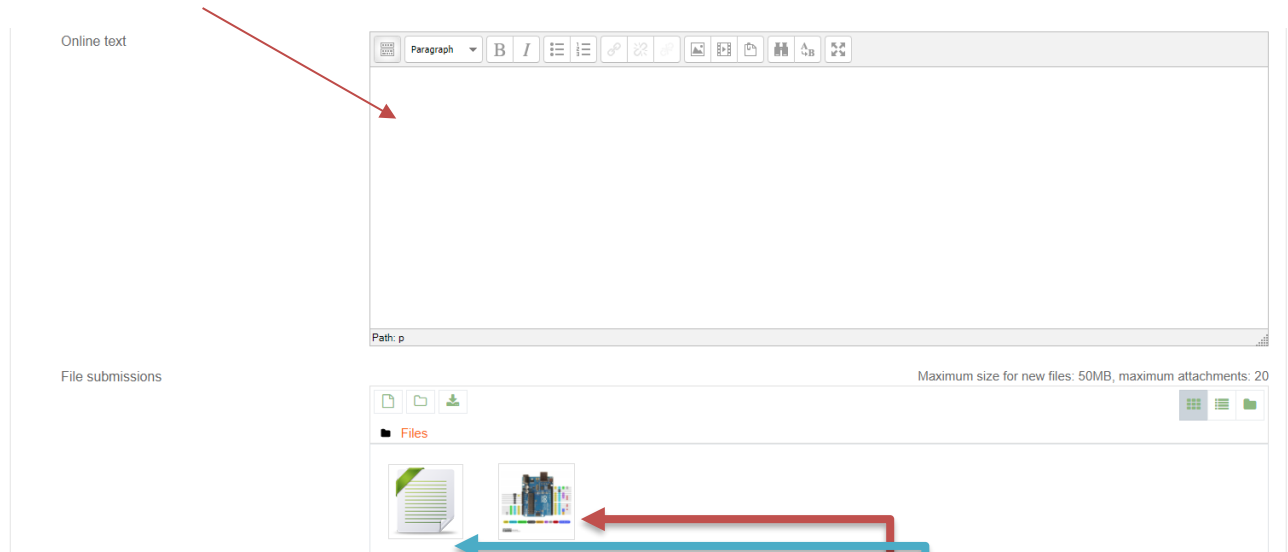 Online text
Paragraph
Path: p
File submissions
Maximum size for new files: 50MB, maximum attachments: 20
Files